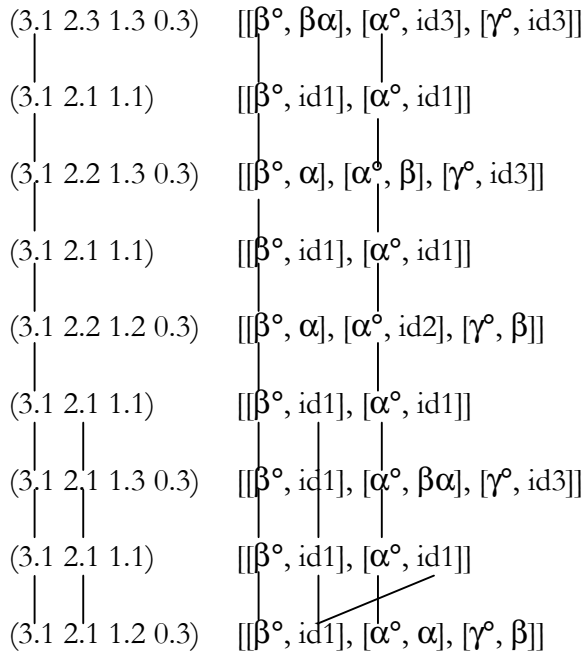 (3.1 2.3 1.3 0.3) [[β°, βα], [α°, id3], [γ°, id3]]
(3.1 2.1 1.1) [[β°, id1], [α°, id1]]
(3.1 2.2 1.3 0.3) [[β°, α], [α°, β], [γ°, id3]]
(3.1 2.1 1.1) [[β°, id1], [α°, id1]]
(3.1 2.2 1.2 0.3) [[β°, α], [α°, id2], [γ°, β]]
(3.1 2.1 1.1) [[β°, id1], [α°, id1]]
(3.1 2.1 1.3 0.3) [[β°, id1], [α°, βα], [γ°, id3]]
(3.1 2.1 1.1) [[β°, id1], [α°, id1]]
(3.1 2.1 1.2 0.3) [[β°, id1], [α°, α], [γ°, β]]